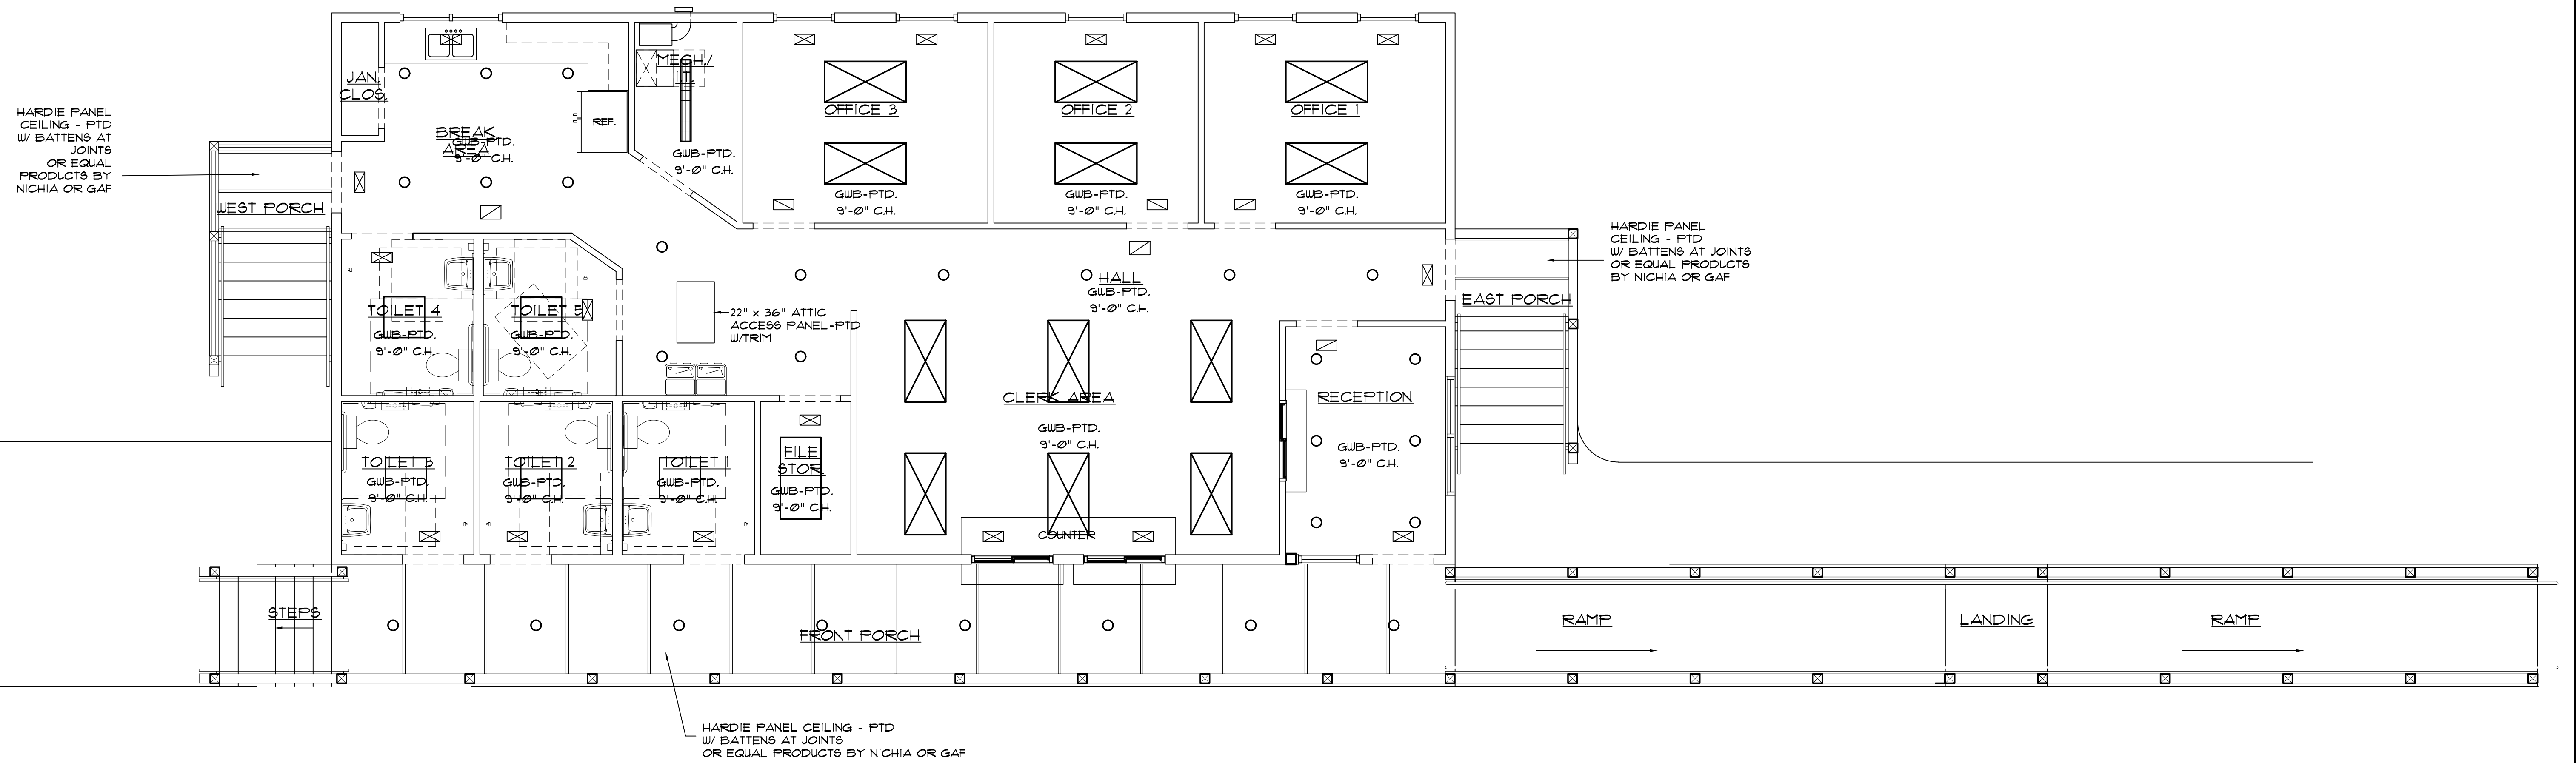 HARDIE PANEL
CEILING - PTD
W/ BATTENS AT
JOINTS
OR EQUAL
PRODUCTS BY
NICHIA OR GAF
WEST PORCH
JAN.
CLOS.
BREAK
AREA
GWB-PTD.
9'-0" C.H.
REF.
MECH./
I.T.
GWB-PTD.
9'-0" C.H.
OFFICE 3
GWB-PTD.
9'-0" C.H.
OFFICE 2
GWB-PTD.
9'-0" C.H.
OFFICE 1
GWB-PTD.
9'-0" C.H.
HARDIE PANEL
CEILING - PTD
W/ BATTENS AT JOINTS
OR EQUAL PRODUCTS
BY NICHIA OR GAF
EAST PORCH
HALL
GWB-PTD.
9'-0" C.H.
22" x 36" ATTIC
ACCESS PANEL-PTD
W/TRIM
TOILET 4
GWB-PTD.
9'-0" C.H.
TOILET 5
GWB-PTD.
9'-0" C.H.
CLERK AREA
GWB-PTD.
9'-0" C.H.
RECEPTION
GWB-PTD.
9'-0" C.H.
TOILET 3
GWB-PTD.
9'-0" C.H.
TOILET 2
GWB-PTD.
9'-0" C.H.
TOILET 1
GWB-PTD.
9'-0" C.H.
FILE
STOR.
GWB-PTD.
9'-0" C.H.
COUNTER
STEPS
FRONT PORCH
RAMP
LANDING
RAMP
HARDIE PANEL CEILING - PTD
W/ BATTENS AT JOINTS
OR EQUAL PRODUCTS BY NICHIA OR GAF